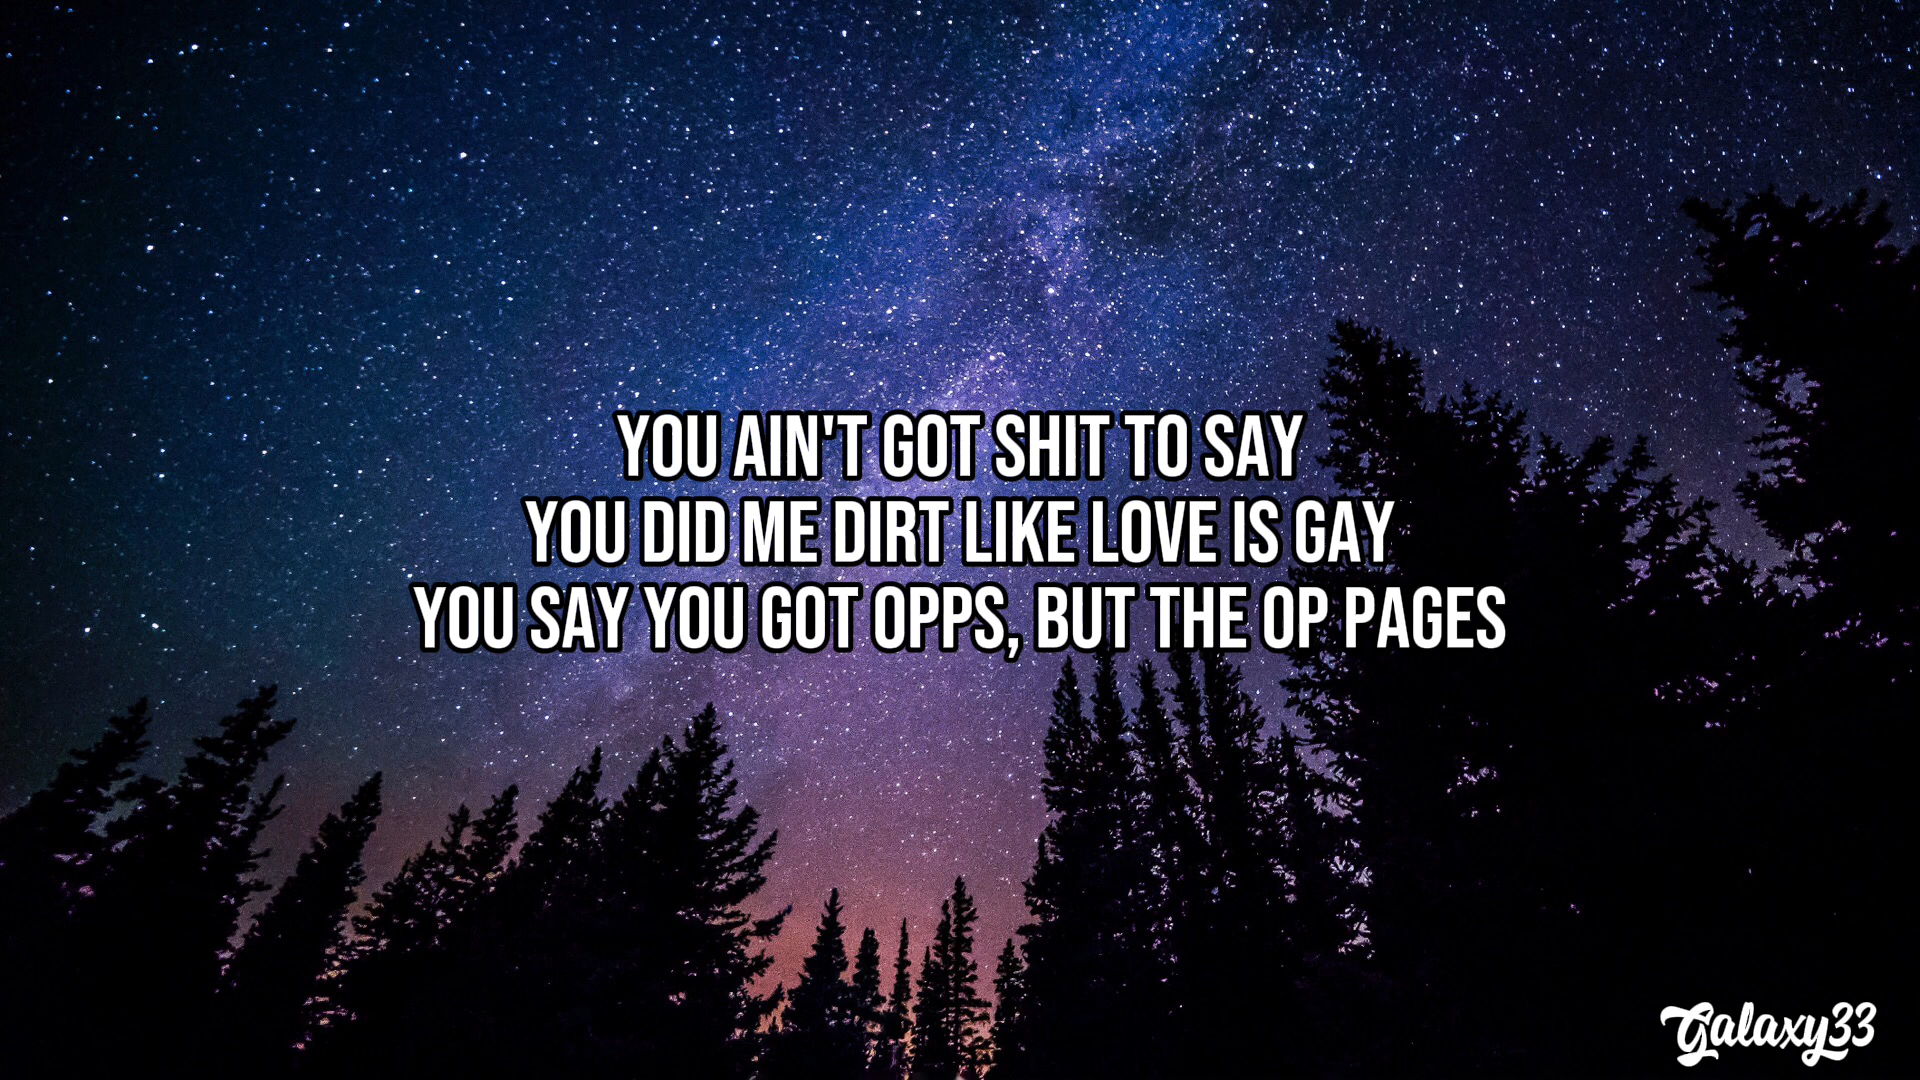 YOU AIN'T GOT SHIT TO SAY
YOU DID ME DIRT LIKE LOVE IS GAY
YOU SAY YOU GOT OPPS, BUT THE OP PAGES
Galaxy33